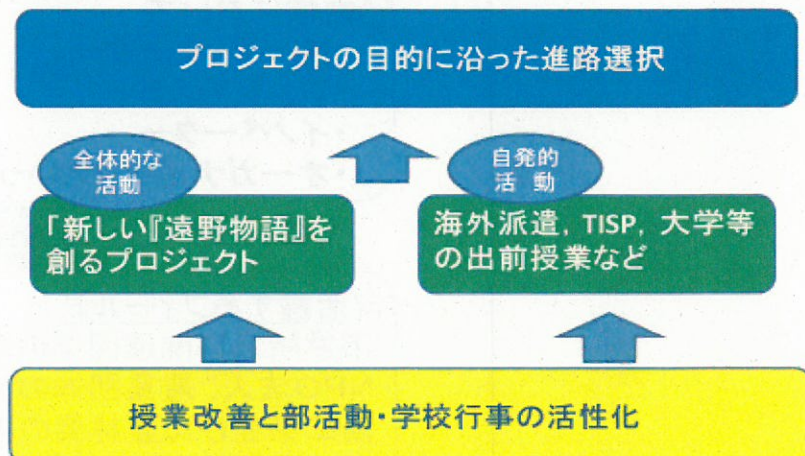 プロジェクトの目的に沿った進路選択
全体的な
活動
「新しい『遠野物語』を
創るプロジェクト
自発的
活 動
海外派遣, TISP, 大学等
の出前授業など
授業改善と部活動・学校行事の活性化